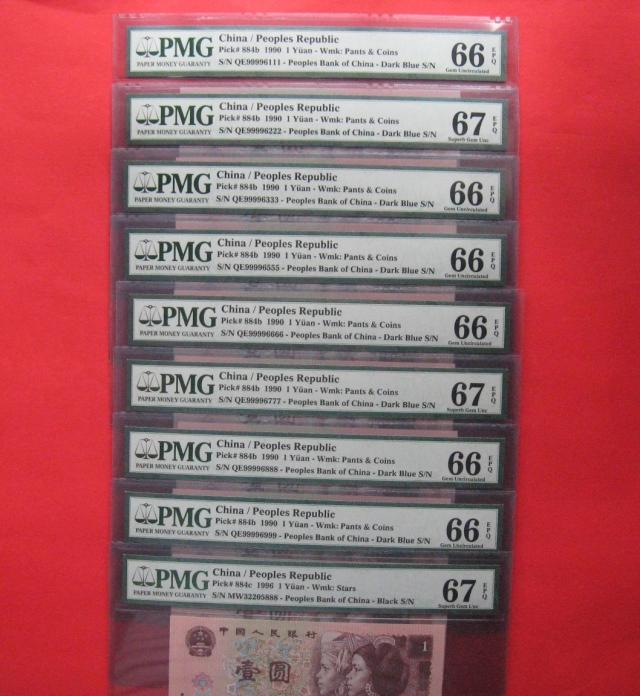 PMG
PAPER MONEY GUARANTY
China / Peoples Republic
Pick# 884b 1990 1 Yüan - Wmk: Pants & Coins
S/N QE99996111 - Peoples Bank of China - Dark Blue S/N
66 EPQ
Gem Uncirculated
PMG
PAPER MONEY GUARANTY
China / Peoples Republic
Pick# 884b 1990 1 Yüan - Wmk: Pants & Coins
S/N QE99996222 - Peoples Bank of China - Dark Blue S/N
67 EPQ
Superb Gem Unc
PMG
PAPER MONEY GUARANTY
China / Peoples Republic
Pick# 884b 1990 1 Yüan - Wmk: Pants & Coins
S/N QE99996333 - Peoples Bank of China - Dark Blue S/N
66 EPQ
Gem Uncirculated
PMG
PAPER MONEY GUARANTY
China / Peoples Republic
Pick# 884b 1990 1 Yüan - Wmk: Pants & Coins
S/N QE99996555 - Peoples Bank of China - Dark Blue S/N
66 EPQ
Gem Uncirculated
PMG
PAPER MONEY GUARANTY
China / Peoples Republic
Pick# 884b 1990 1 Yüan - Wmk: Pants & Coins
S/N QE99996666 - Peoples Bank of China - Dark Blue S/N
66 EPQ
Gem Uncirculated
PMG
PAPER MONEY GUARANTY
China / Peoples Republic
Pick# 884b 1990 1 Yüan - Wmk: Pants & Coins
S/N QE99996777 - Peoples Bank of China - Dark Blue S/N
67 EPQ
Superb Gem Unc
PMG
PAPER MONEY GUARANTY
China / Peoples Republic
Pick# 884b 1990 1 Yüan - Wmk: Pants & Coins
S/N QE99996888 - Peoples Bank of China - Dark Blue S/N
66 EPQ
Gem Uncirculated
PMG
PAPER MONEY GUARANTY
China / Peoples Republic
Pick# 884b 1990 1 Yüan - Wmk: Pants & Coins
S/N QE99996999 - Peoples Bank of China - Dark Blue S/N
66 EPQ
Gem Uncirculated
PMG
PAPER MONEY GUARANTY
China / Peoples Republic
Pick# 884c 1996 1 Yüan - Wmk: Stars
S/N MW32205888 - Peoples Bank of China - Black S/N
67 EPQ
Superb Gem Unc
中国人民银行
壹圆
1